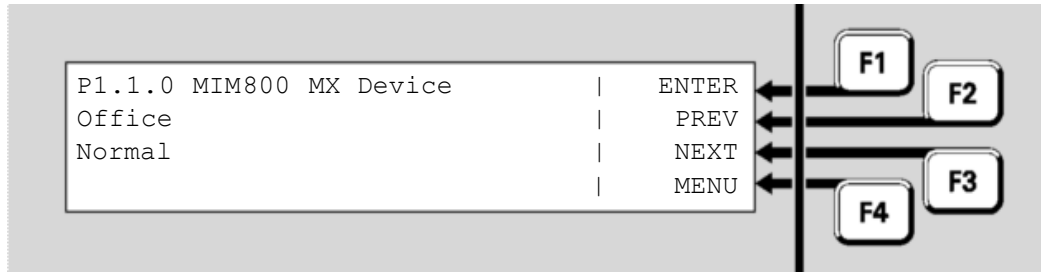 P1.1.0 MIM800 MX Device | ENTER
Office | PREV
Normal | NEXT
| MENU
F1
F2
F3
F4